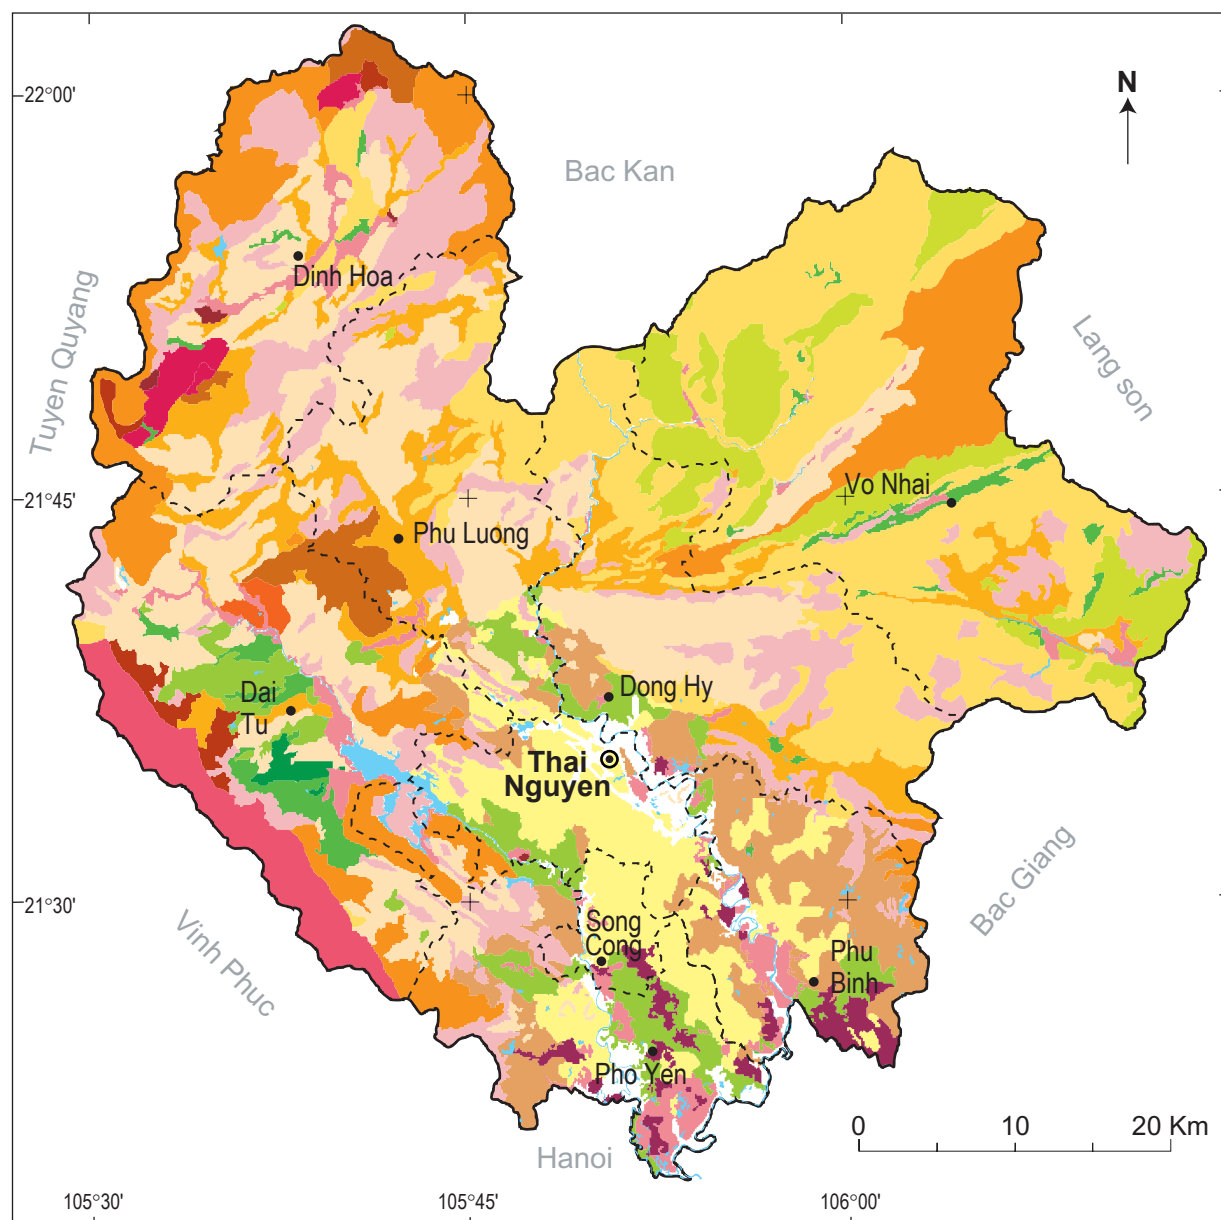 22°00'
N
Bac Kan
Dinh Hoa
Tuyen Quyang
Lang son
21°45'
Vo Nhai
Phu Luong
Dong Hy
Dai
Tu
Thai
Nguyen
Bac Giang
21°30'
Vinh Phuc
Song
Cong
Phu
Binh
Pho Yen
0 10 20 Km
Hanoi
105°30' 105°45' 106°00'